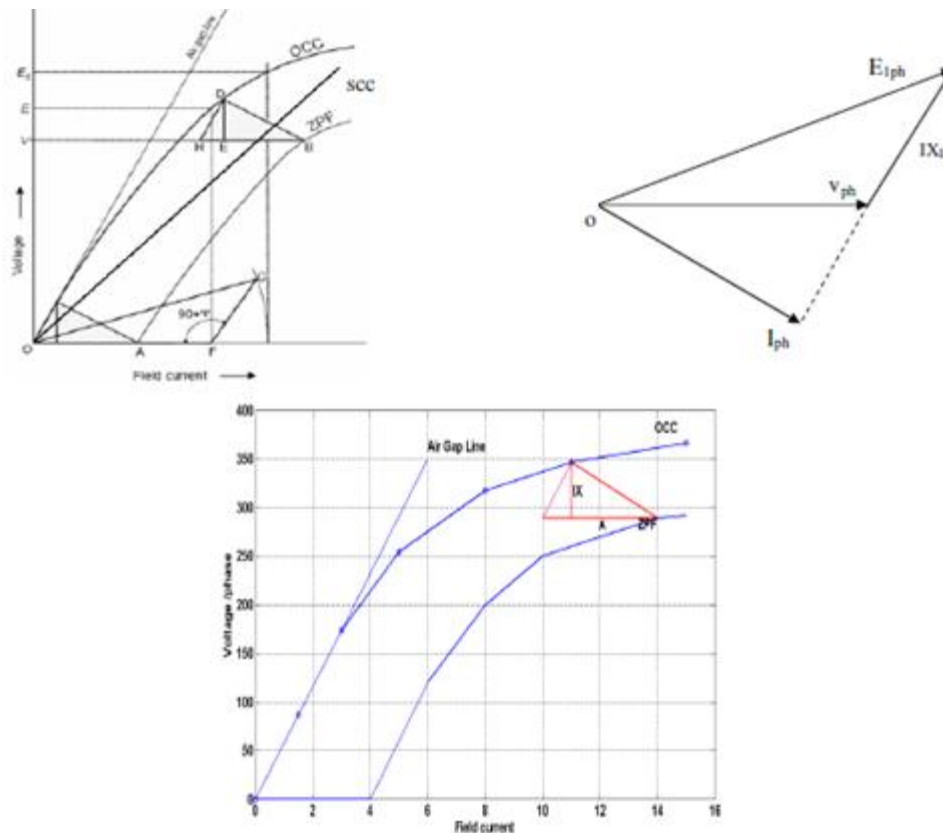 Air gap line
OCC
SCC
E₀
E
D
ZPF
V
H E B
Voltage
90+Ψ
O
A
F
Field current
E1ph
IXL
vph
O
Iph
400
350
300
250
200
150
100
50
0
Voltage /phase
Air Gap Line
OCC
IX
A
ZPF
0 2 4 6 8 10 12 14 16
Field current